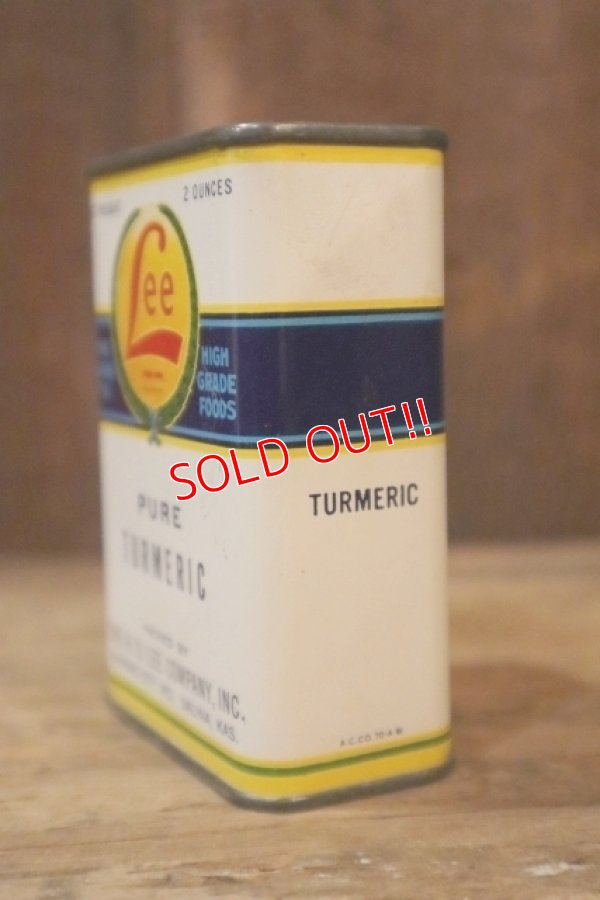 2 OUNCES
Lee
HIGH
GRADE
FOODS
SOLD OUT!!
PURE
TURMERIC
TURMERIC
COMPANY, INC.
SALINA, KAS.